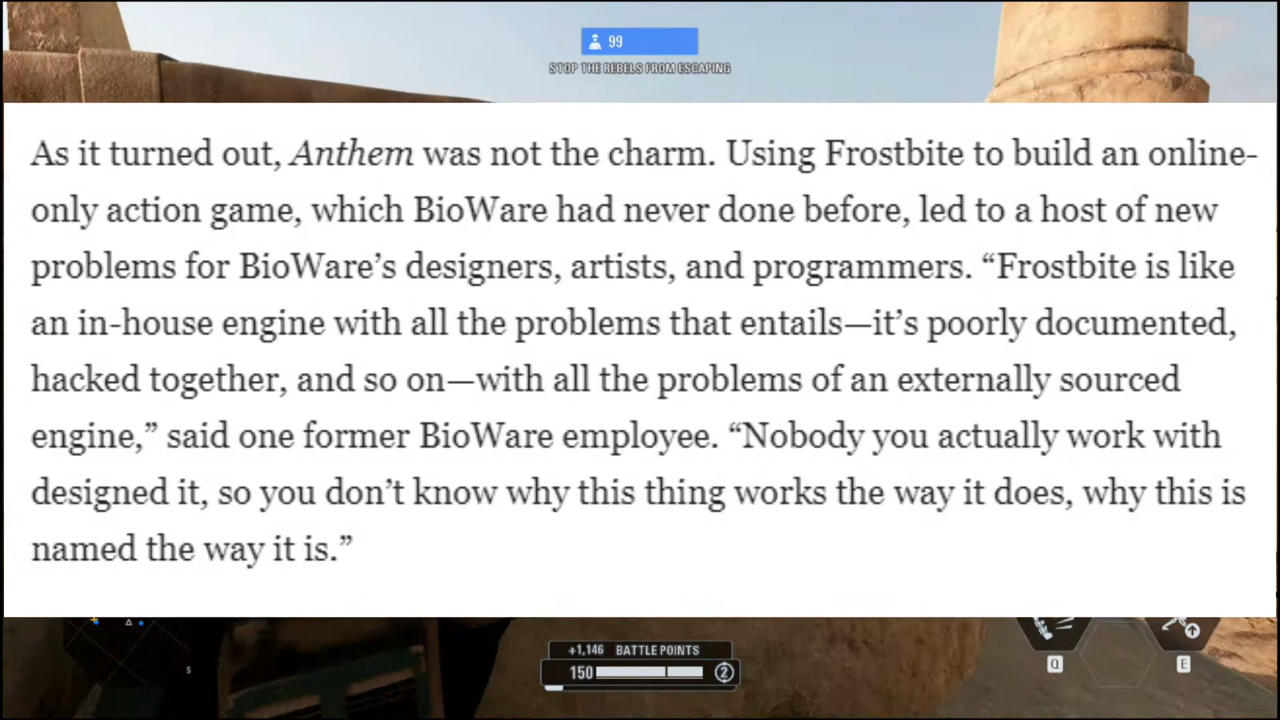 99
STOP THE REBELS FROM ESCAPING
As it turned out, Anthem was not the charm. Using Frostbite to build an online-
only action game, which BioWare had never done before, led to a host of new
problems for BioWare’s designers, artists, and programmers. “Frostbite is like
an in-house engine with all the problems that entails—it’s poorly documented,
hacked together, and so on—with all the problems of an externally sourced
engine,” said one former BioWare employee. “Nobody you actually work with
designed it, so you don’t know why this thing works the way it does, why this is
named the way it is.”
S
+1,146 BATTLE POINTS
150 2
Q E